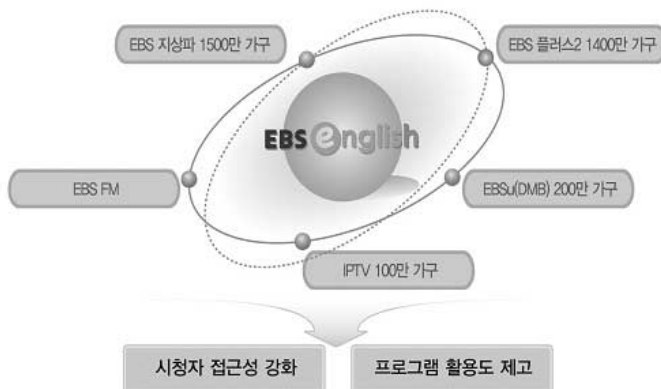 EBS 지상파 1500만 가구
EBS 플러스2 1400만 가구
EBS english
EBS FM
EBSu(DMB) 200만 가구
IPTV 100만 가구
시청자 접근성 강화
프로그램 활용도 제고